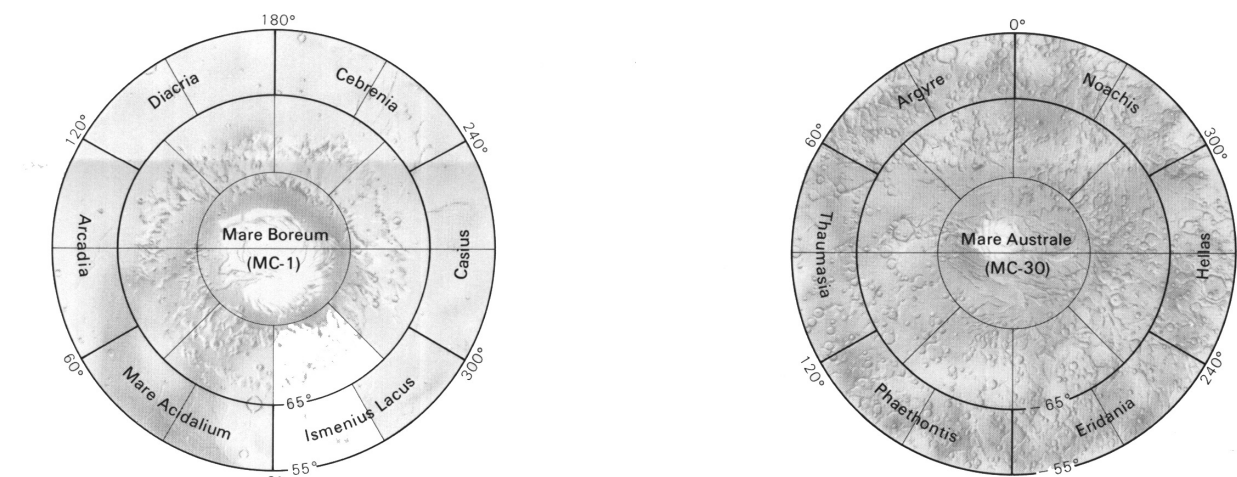 180°
Diacria
Cebrenia
120°
240°
Arcadia
Mare Boreum
(MC-1)
Casius
60°
300°
Mare Acidalium
Ismenius Lacus
65°
55°
0°
Argyre
Noachis
60°
300°
Thaumasia
Mare Australe
(MC-30)
Hellas
120°
240°
Phaethontis
Eridania
-65°
-55°